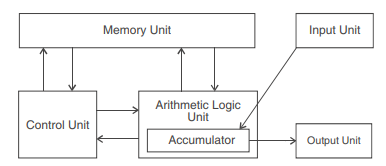 Memory Unit
Input Unit
Control Unit
Arithmetic Logic
Unit
Accumulator
Output Unit